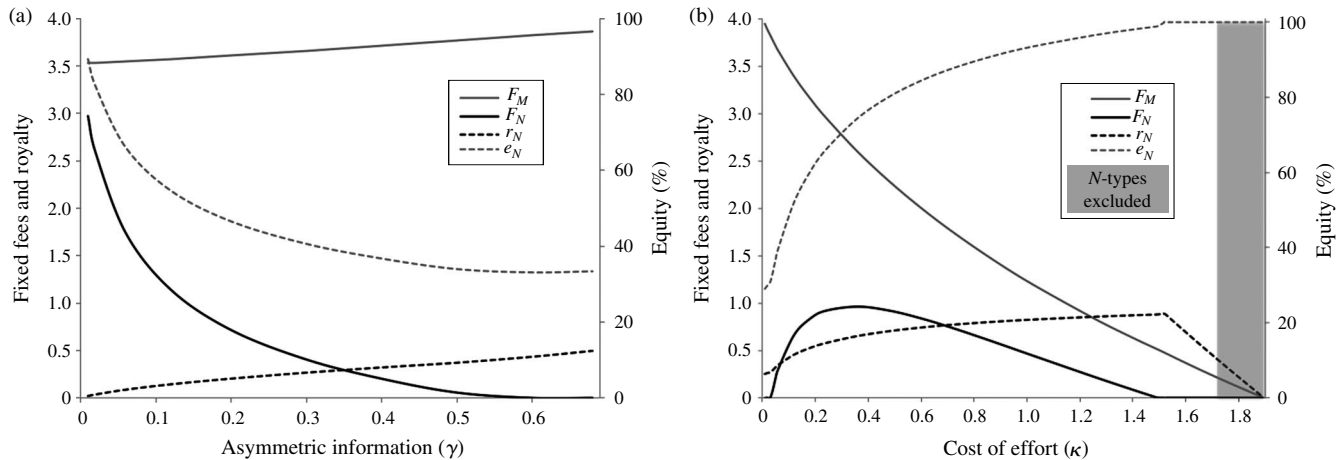 (a)
Fixed fees and royalty
4.0
3.5
3.0
2.5
2.0
1.5
1.0
0.5
0
100
80
60
40
20
0
Equity (%)
F_M
F_N
r_N
e_N
0
0.1
0.2
0.3
0.4
0.5
0.6
Asymmetric information (γ)
(b)
Fixed fees and royalty
4.0
3.5
3.0
2.5
2.0
1.5
1.0
0.5
0
100
80
60
40
20
0
Equity (%)
F_M
F_N
r_N
e_N
N-types
excluded
0
0.2
0.4
0.6
0.8
1.0
1.2
1.4
1.6
1.8
Cost of effort (κ)